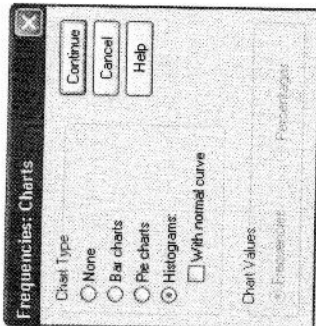 Frequencies: Charts
Chart Type
None
Bar charts
Pie charts
Histograms:
With normal curve
Continue
Cancel
Help
Chart Values
Frequencies
Percentages